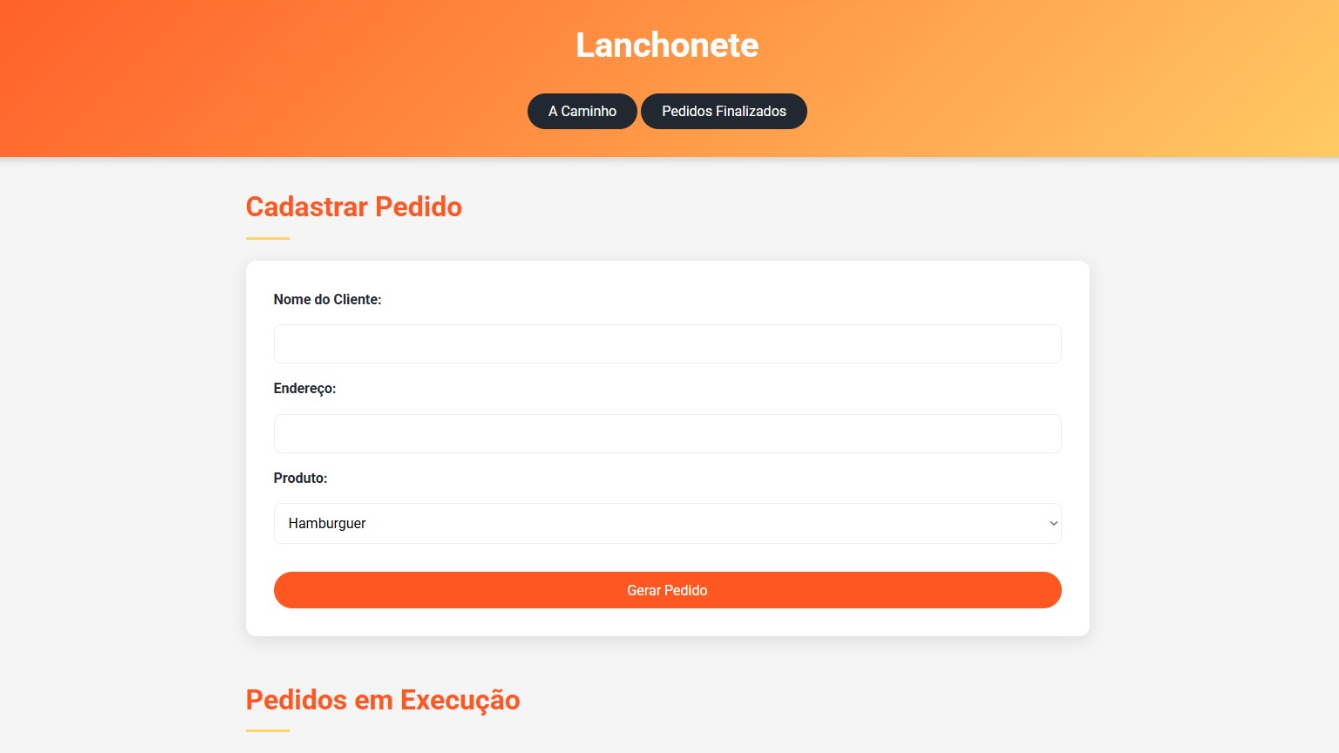 Lanchonete
A Caminho Pedidos Finalizados
Cadastrar Pedido
Nome do Cliente:
Endereço:
Produto:
Hamburguer
Gerar Pedido
Pedidos em Execução